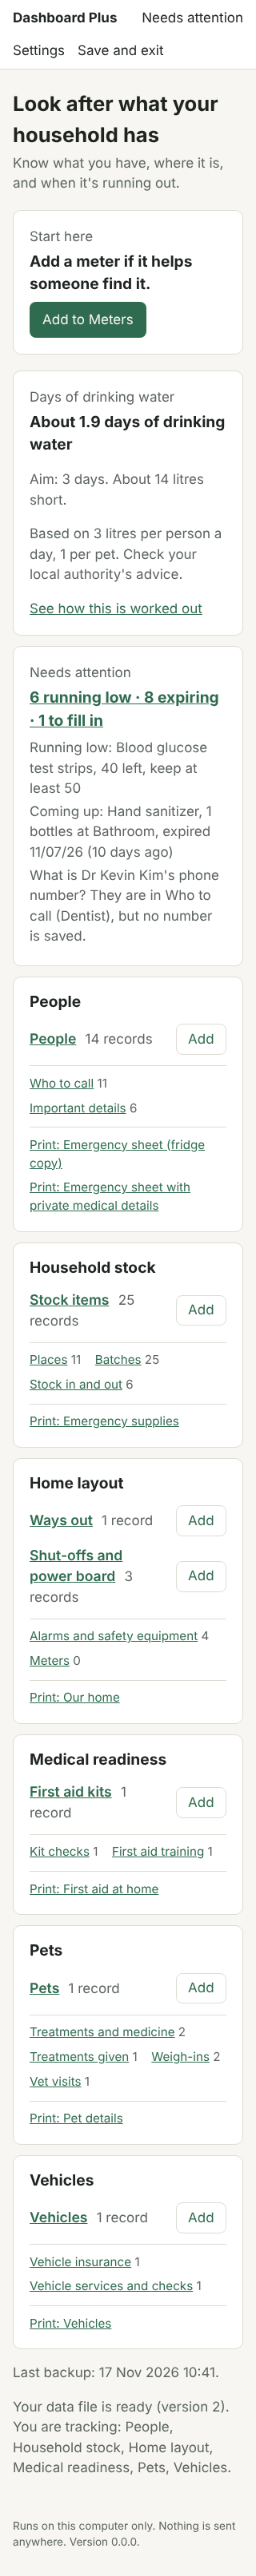 Dashboard Plus Needs attention
Settings Save and exit
Look after what your
household has
Know what you have, where it is,
and when it's running out.
Start here
Add a meter if it helps
someone find it.
Add to Meters
Days of drinking water
About 1.9 days of drinking
water
Aim: 3 days. About 14 litres
short.
Based on 3 litres per person a
day, 1 per pet. Check your
local authority's advice.
See how this is worked out
Needs attention
6 running low · 8 expiring
· 1 to fill in
Running low: Blood glucose
test strips, 40 left, keep at
least 50
Coming up: Hand sanitizer, 1
bottles at Bathroom, expired
11/07/26 (10 days ago)
What is Dr Kevin Kim's phone
number? They are in Who to
call (Dentist), but no number
is saved.
People
People 14 records Add
Who to call 11
Important details 6
Print: Emergency sheet (fridge
copy)
Print: Emergency sheet with
private medical details
Household stock
Stock items 25
records Add
Places 11 Batches 25
Stock in and out 6
Print: Emergency supplies
Home layout
Ways out 1 record Add
Shut-offs and
power board 3
records Add
Alarms and safety equipment 4
Meters 0
Print: Our home
Medical readiness
First aid kits 1
record Add
Kit checks 1 First aid training 1
Print: First aid at home
Pets
Pets 1 record Add
Treatments and medicine 2
Treatments given 1 Weigh-ins 2
Vet visits 1
Print: Pet details
Vehicles
Vehicles 1 record Add
Vehicle insurance 1
Vehicle services and checks 1
Print: Vehicles
Last backup: 17 Nov 2026 10:41.
Your data file is ready (version 2).
You are tracking: People,
Household stock, Home layout,
Medical readiness, Pets, Vehicles.
Runs on this computer only. Nothing is sent
anywhere. Version 0.0.0.